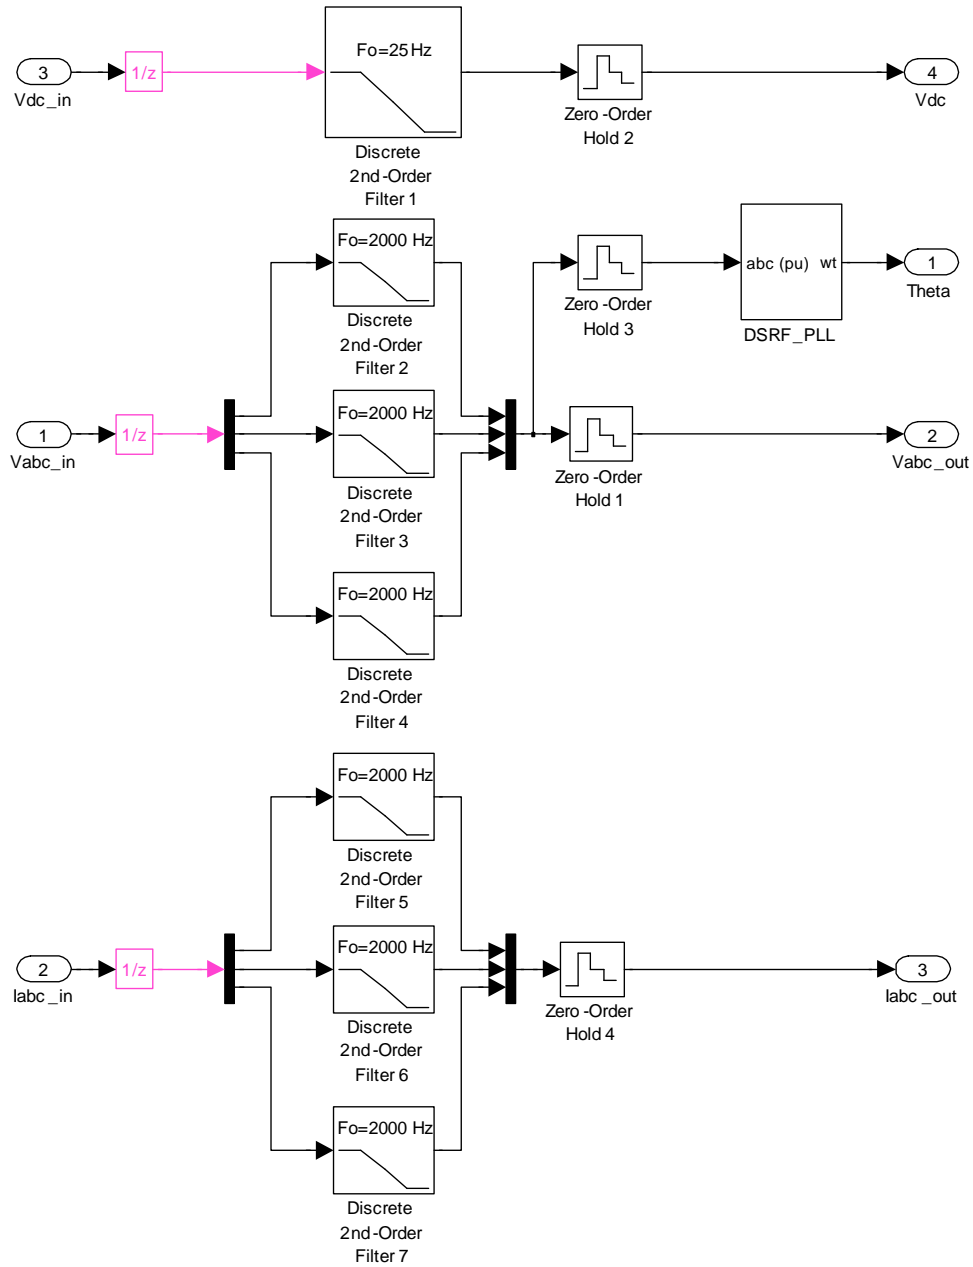 Fo=25Hz
3
1/z
4
Vdc_in
Vdc
Zero -Order
Hold 2
Discrete
2nd-Order
Filter 1
Fo=2000 Hz
abc (pu) wt
1
Theta
Zero -Order
Hold 3
DSRF_PLL
Discrete
2nd-Order
Filter 2
Fo=2000 Hz
1
1/z
2
Vabc_in
Vabc_out
Zero -Order
Hold 1
Discrete
2nd-Order
Filter 3
Fo=2000 Hz
Discrete
2nd-Order
Filter 4
Fo=2000 Hz
Discrete
2nd-Order
Filter 5
Fo=2000 Hz
2
1/z
3
Iabc_in
Iabc _out
Zero -Order
Hold 4
Discrete
2nd-Order
Filter 6
Fo=2000 Hz
Discrete
2nd-Order
Filter 7